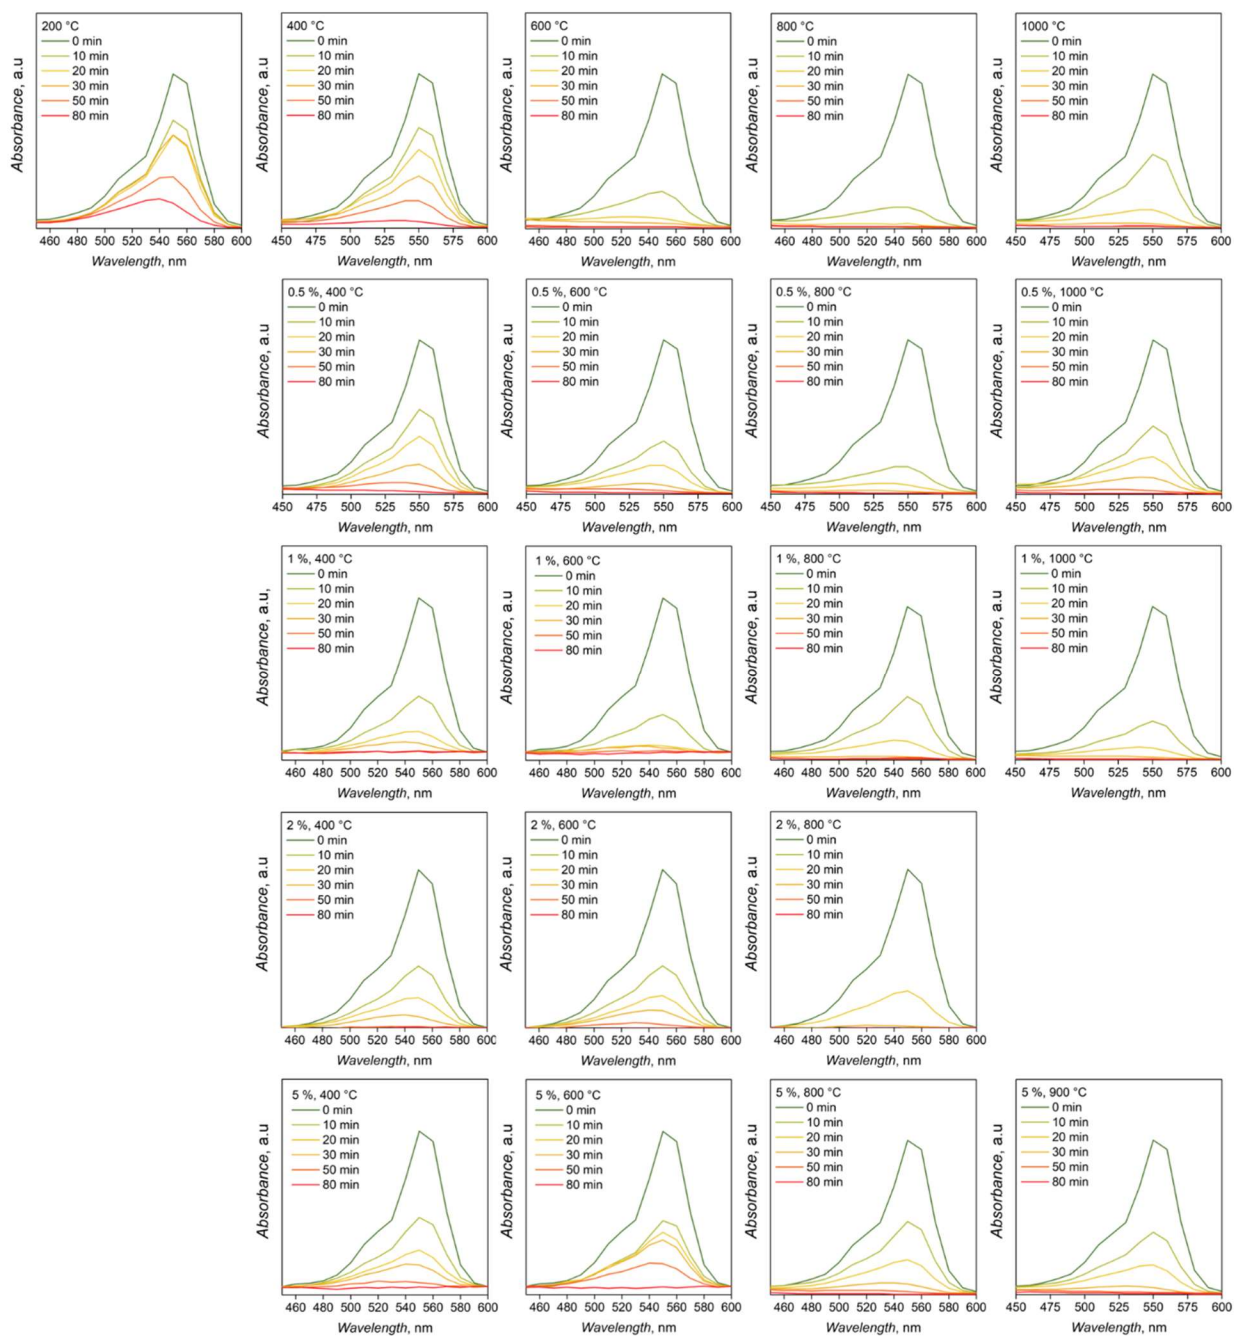 200 °C
0 min
10 min
20 min
30 min
50 min
80 min
Absorbance, a.u
460 480 500 520 540 560 580 600
Wavelength, nm
400 °C
0 min
10 min
20 min
30 min
50 min
80 min
Absorbance, a.u
450 475 500 525 550 575 600
Wavelength, nm
600 °C
0 min
10 min
20 min
30 min
50 min
80 min
Absorbance, a.u
460 480 500 520 540 560 580 600
Wavelength, nm
800 °C
0 min
10 min
20 min
30 min
50 min
80 min
Absorbance, a.u
460 480 500 520 540 560 580 600
Wavelength, nm
1000 °C
0 min
10 min
20 min
30 min
50 min
80 min
Absorbance, a.u
450 475 500 525 550 575 600
Wavelength, nm
0.5 %, 400 °C
0 min
10 min
20 min
30 min
50 min
80 min
Absorbance, a.u
450 475 500 525 550 575 600
Wavelength, nm
0.5 %, 600 °C
0 min
10 min
20 min
30 min
50 min
80 min
Absorbance, a.u
450 475 500 525 550 575 600
Wavelength, nm
0.5 %, 800 °C
0 min
10 min
20 min
30 min
50 min
80 min
Absorbance, a.u
450 475 500 525 550 575 600
Wavelength, nm
0.5 %, 1000 °C
0 min
10 min
20 min
30 min
50 min
80 min
Absorbance, a.u
450 475 500 525 550 575 600
Wavelength, nm
1 %, 400 °C
0 min
10 min
20 min
30 min
50 min
80 min
Absorbance, a.u,
460 480 500 520 540 560 580 600
Wavelength, nm
1 %, 600 °C
0 min
10 min
20 min
30 min
50 min
80 min
Absorbance, a.u
460 480 500 520 540 560 580 600
Wavelength, nm
1 %, 800 °C
0 min
10 min
20 min
30 min
50 min
80 min
Absorbance, a.u
460 480 500 520 540 560 580 600
Wavelength, nm
1 %, 1000 °C
0 min
10 min
20 min
30 min
50 min
80 min
Absorbance, a.u
450 475 500 525 550 575 600
Wavelength, nm
2 %, 400 °C
0 min
10 min
20 min
30 min
50 min
80 min
Absorbance, a.u
460 480 500 520 540 560 580 600
Wavelength, nm
2 %, 600 °C
0 min
10 min
20 min
30 min
50 min
80 min
Absorbance, a.u
460 480 500 520 540 560 580 600
Wavelength, nm
2 %, 800 °C
0 min
10 min
20 min
30 min
50 min
80 min
Absorbance, a.u
460 480 500 520 540 560 580 600
Wavelength, nm
5 %, 400 °C
0 min
10 min
20 min
30 min
50 min
80 min
Absorbance, a.u
460 480 500 520 540 560 580 600
Wavelength, nm
5 %, 600 °C
0 min
10 min
20 min
30 min
50 min
80 min
Absorbance, a.u
460 480 500 520 540 560 580 600
Wavelength, nm
5 %, 800 °C
0 min
10 min
20 min
30 min
50 min
80 min
Absorbance, a.u
460 480 500 520 540 560 580 600
Wavelength, nm
5 %, 900 °C
0 min
10 min
20 min
30 min
50 min
80 min
Absorbance, a.u
450 475 500 525 550 575 600
Wavelength, nm